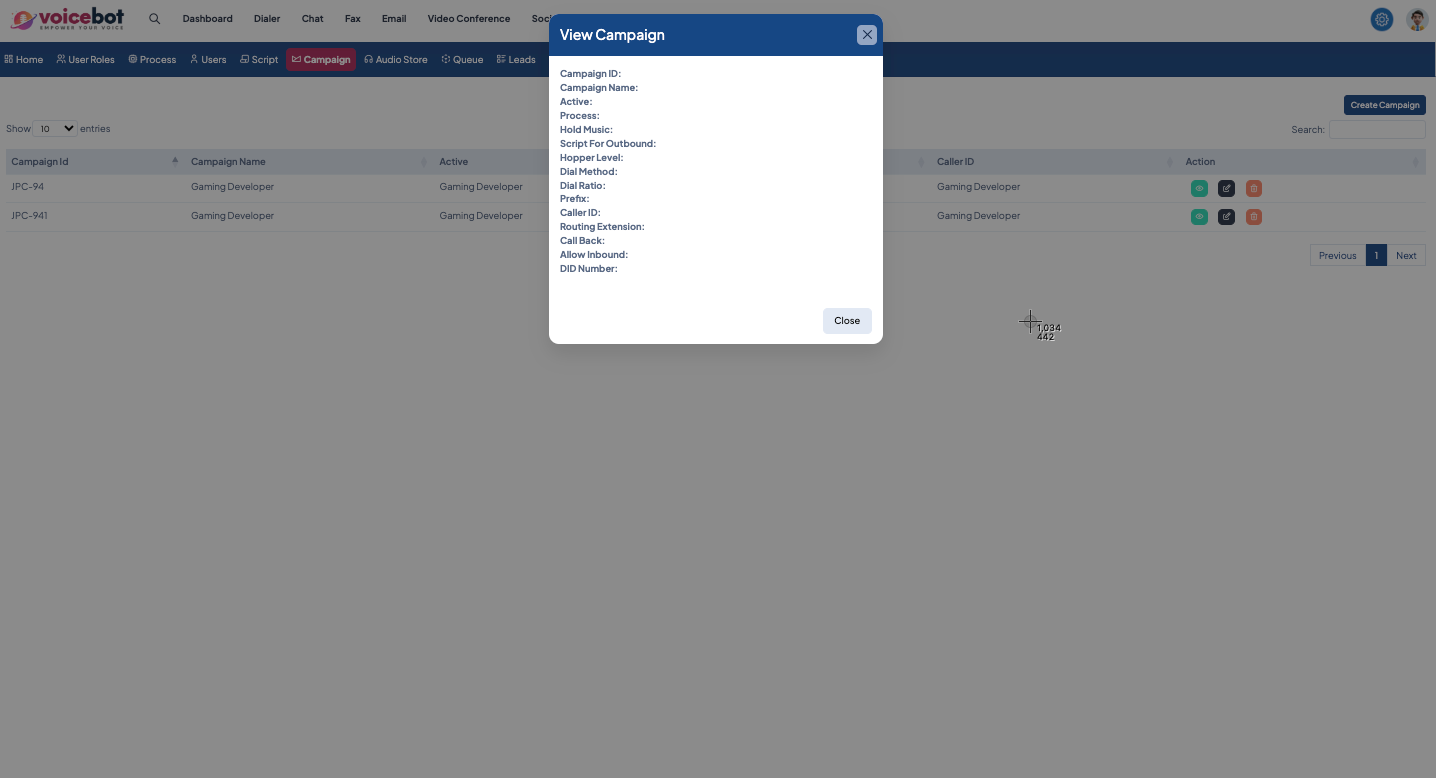 voicebot
EMPOWER YOUR VOICE
Dashboard Dialer Chat Fax Email Video Conference
View Campaign
Home User Roles Process Users Script Campaign Audio Store Queue Leads
Campaign ID:
Campaign Name:
Active:
Process:
Hold Music:
Script For Outbound:
Hopper Level:
Dial Method:
Dial Ratio:
Prefix:
Caller ID:
Routing Extension:
Call Back:
Allow Inbound:
DID Number:
Close
Create Campaign
Show 10 entries
Search:
Campaign Id Campaign Name Active Caller ID Action
JPC-94 Gaming Developer Gaming Developer Gaming Developer
JPC-941 Gaming Developer Gaming Developer Gaming Developer
Previous 1 Next
1,034
442